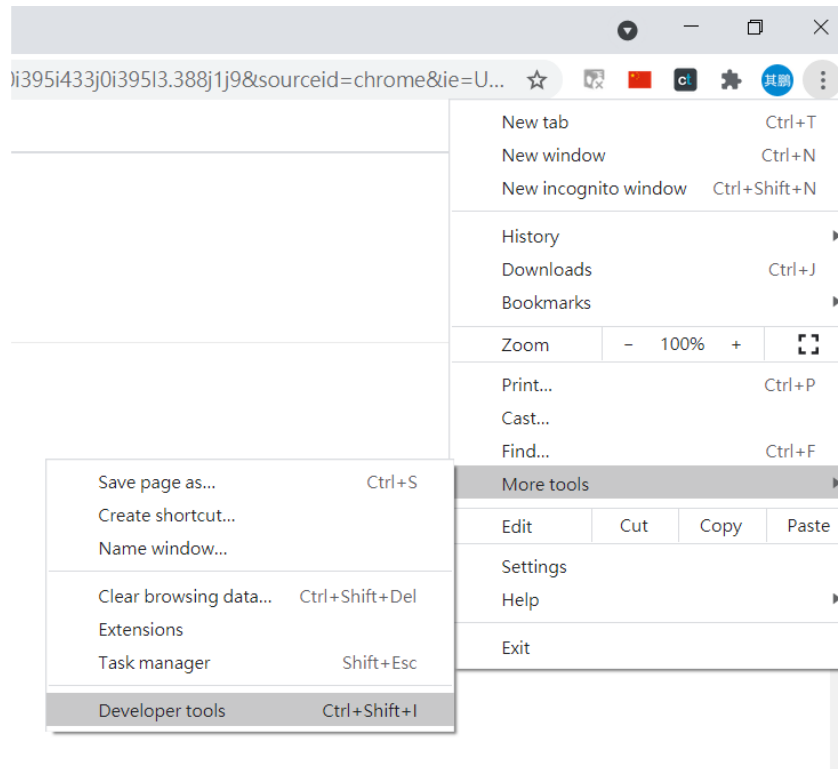 0i395i433j0i395l3.388j1j9&sourceid=chrome&ie=U...
ct
其鹏
New tab Ctrl+T
New window Ctrl+N
New incognito window Ctrl+Shift+N
History
Downloads Ctrl+J
Bookmarks
Zoom - 100% +
Print... Ctrl+P
Cast...
Find... Ctrl+F
More tools
Edit Cut Copy Paste
Settings
Help
Exit
Save page as... Ctrl+S
Create shortcut...
Name window...
Clear browsing data... Ctrl+Shift+Del
Extensions
Task manager Shift+Esc
Developer tools Ctrl+Shift+I